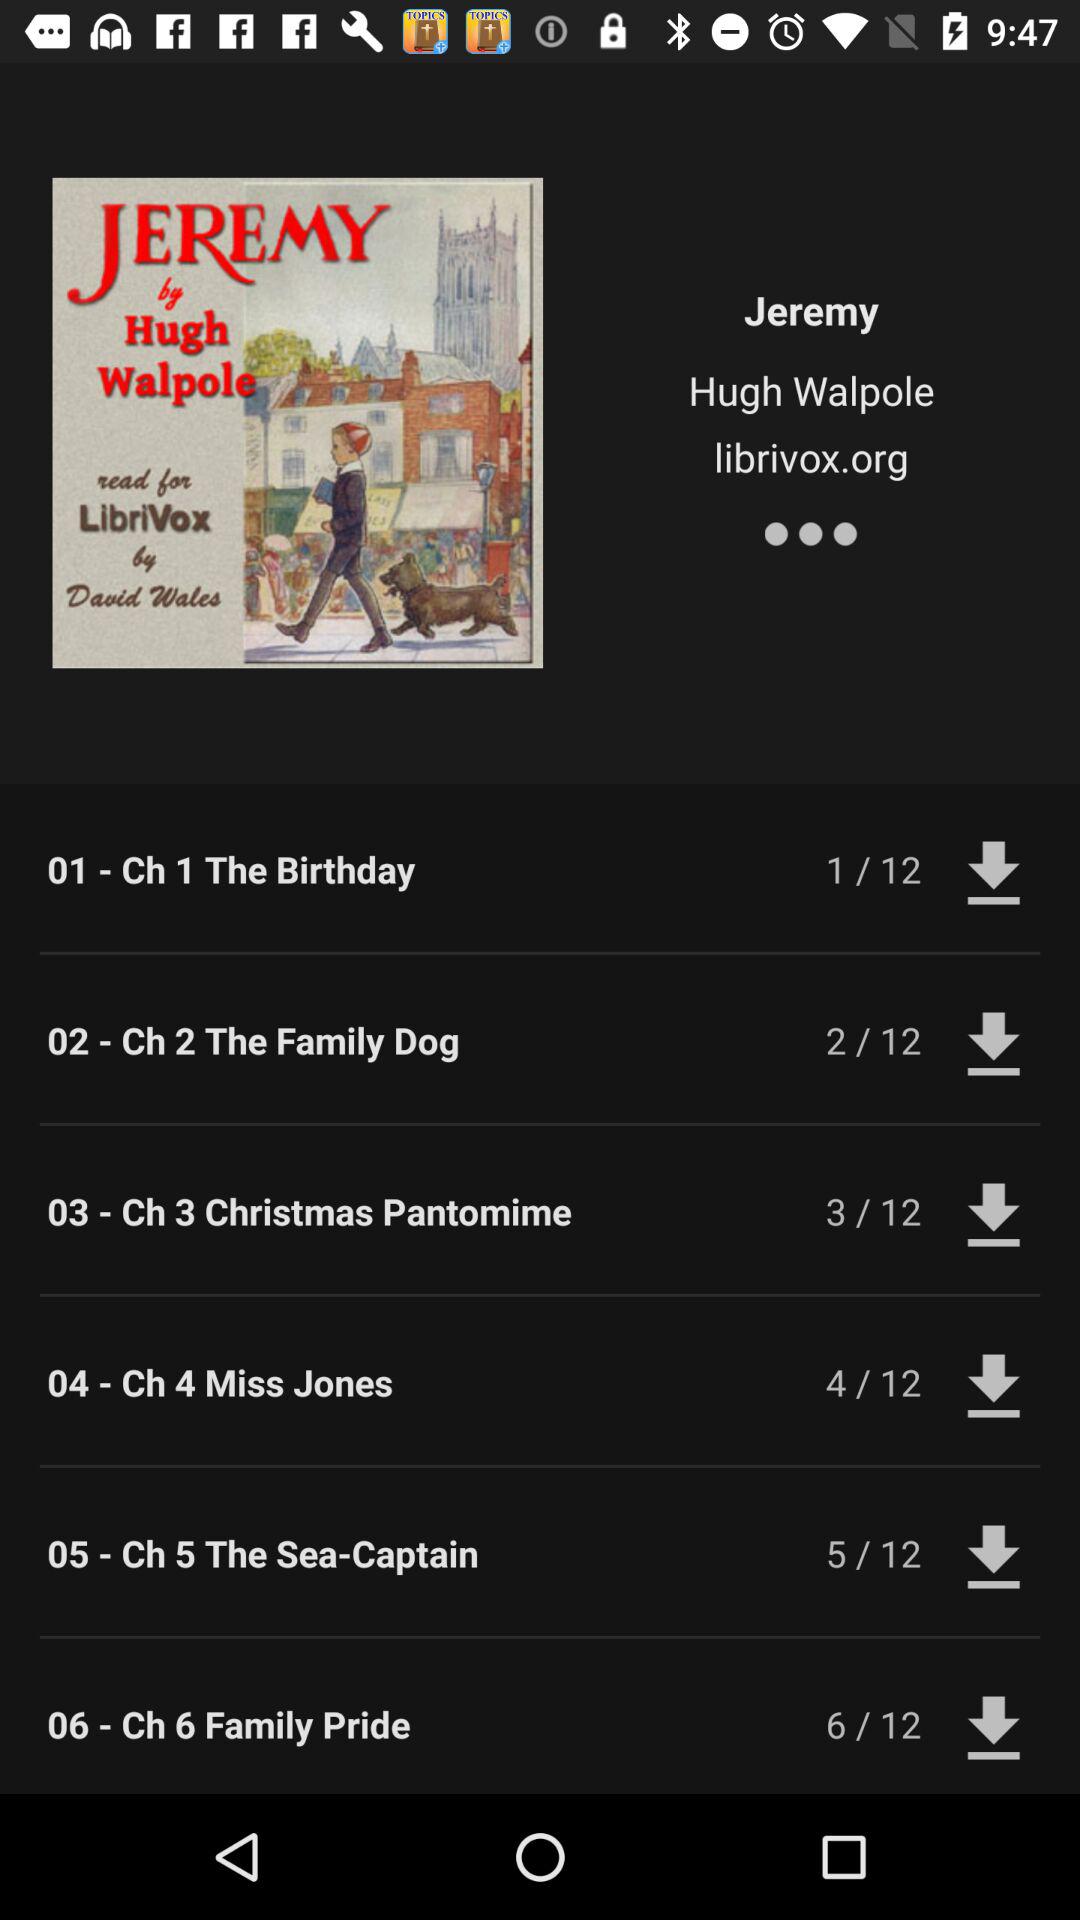 TOPICS
TOPICS
9:47
JEREMY
by
Hugh
Walpole
read for
LibriVox
by
David Wales
Jeremy
Hugh Walpole
librivox.org
01 - Ch 1 The Birthday 1 / 12
02 - Ch 2 The Family Dog 2 / 12
03 - Ch 3 Christmas Pantomime 3 / 12
04 - Ch 4 Miss Jones 4 / 12
05 - Ch 5 The Sea-Captain 5 / 12
06 - Ch 6 Family Pride 6 / 12